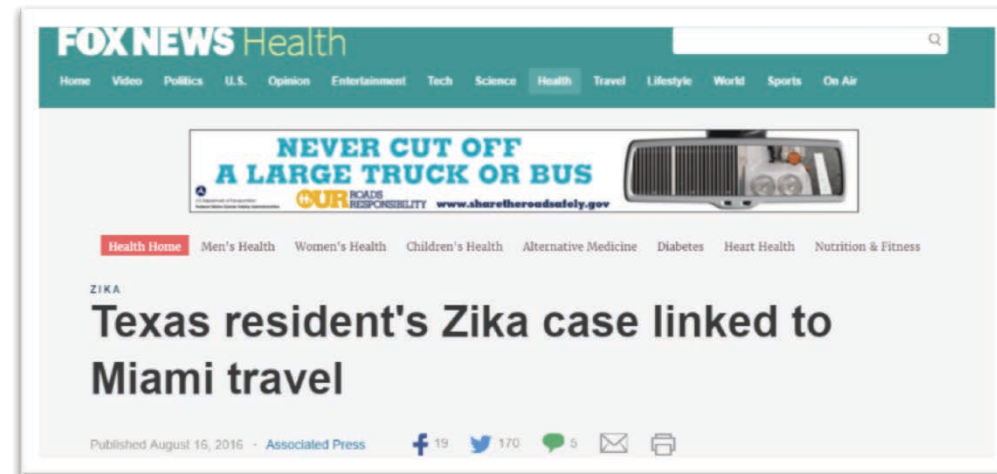 FOX NEWS Health
Home Video Politics U.S. Opinion Entertainment Tech Science Health Travel Lifestyle World Sports On Air
NEVER CUT OFF
A LARGE TRUCK OR BUS
OUR ROADS RESPONSIBILITY www.sharetheroadsafely.gov
Health Home Men's Health Women's Health Children's Health Alternative Medicine Diabetes Heart Health Nutrition & Fitness
ZIKA
Texas resident's Zika case linked to
Miami travel
Published August 16, 2016 · Associated Press 19 170 5